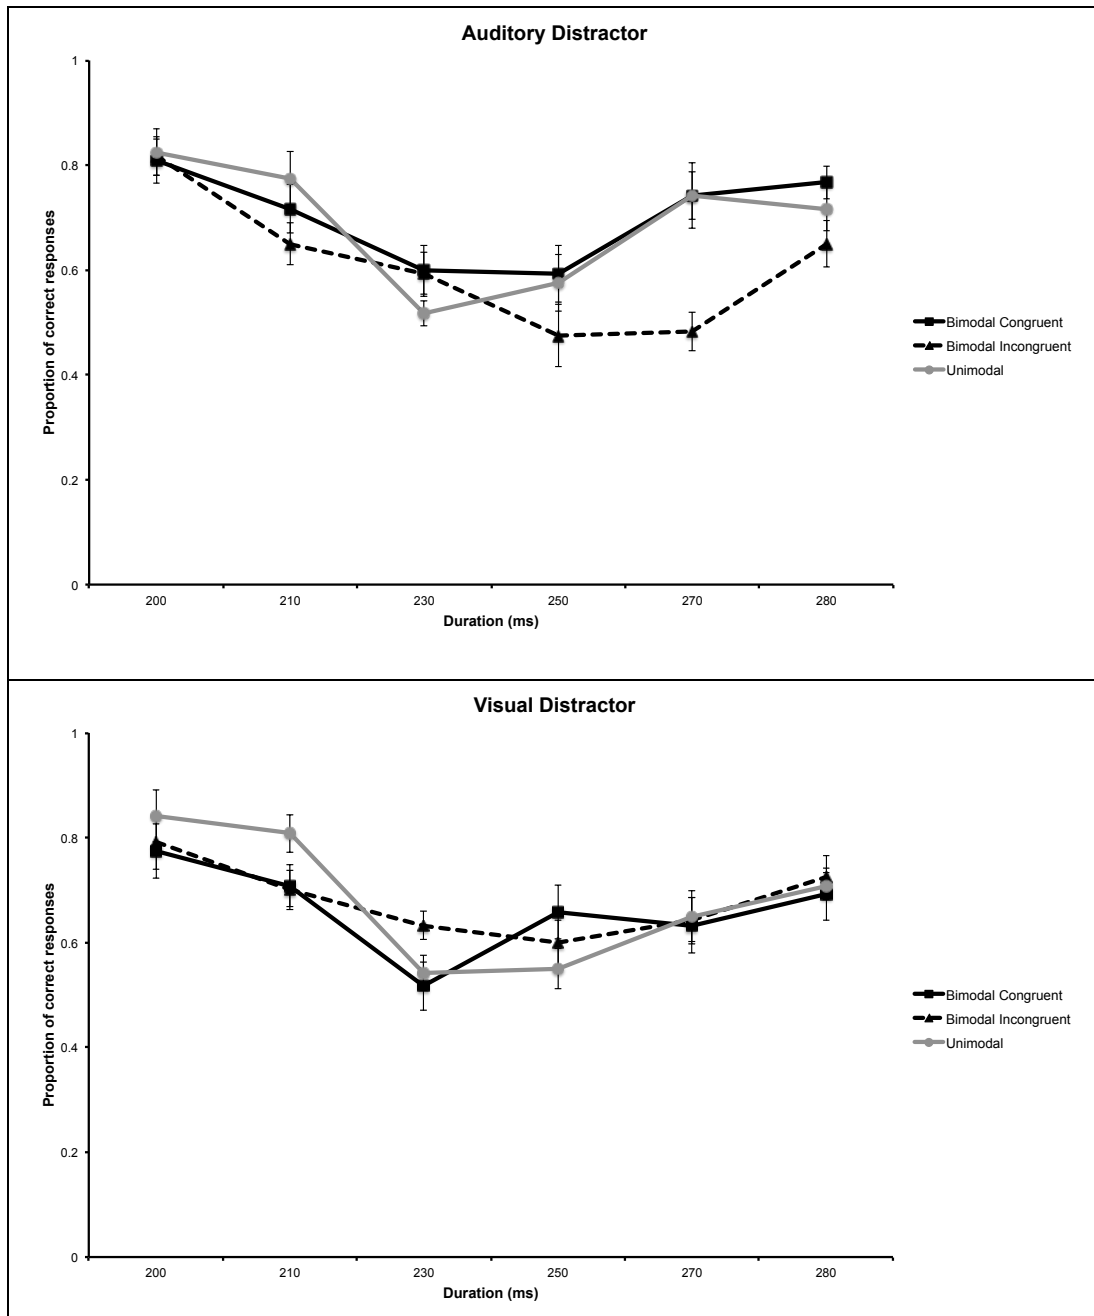 Auditory Distractor
1
0.8
0.6
0.4
0.2
0
Proportion of correct responses
200 210 230 250 270 280
Duration (ms)
Bimodal Congruent
Bimodal Incongruent
Unimodal
Visual Distractor
1
0.8
0.6
0.4
0.2
0
Proportion of correct responses
200 210 230 250 270 280
Duration (ms)
Bimodal Congruent
Bimodal Incongruent
Unimodal